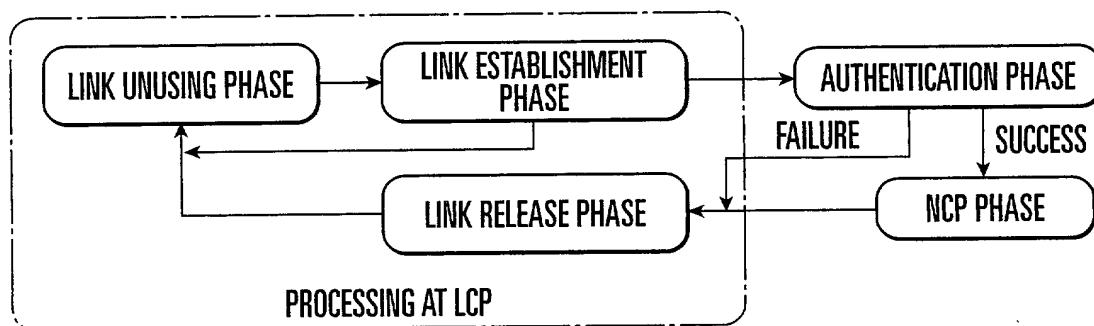 LINK UNUSING PHASE
LINK ESTABLISHMENT
PHASE
AUTHENTICATION PHASE
FAILURE
SUCCESS
LINK RELEASE PHASE
NCP PHASE
PROCESSING AT LCP